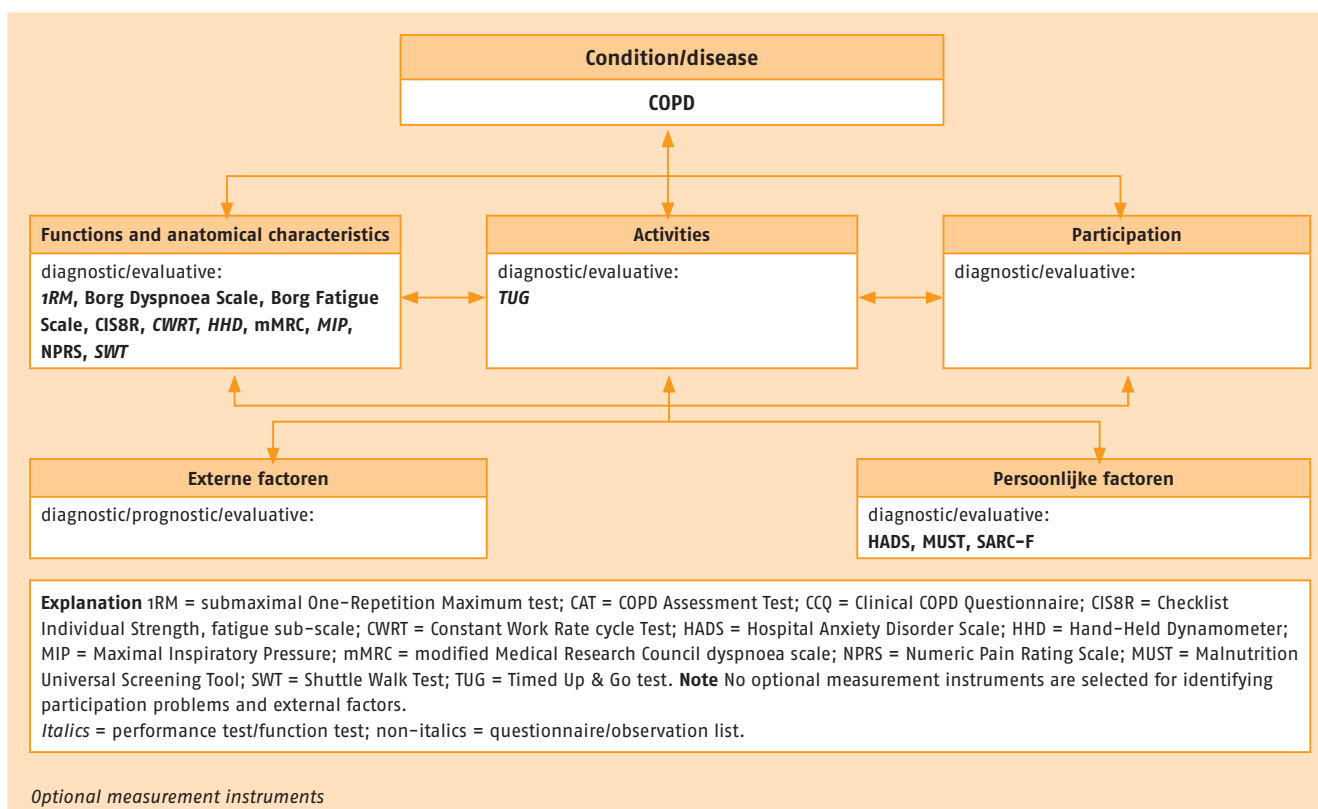 Condition/disease
COPD
Functions and anatomical characteristics
diagnostic/evaluative:
1RM, Borg Dyspnoea Scale, Borg Fatigue
Scale, CIS8R, CWRT, HHD, mMRC, MIP,
NPRS, SWT
Activities
diagnostic/evaluative:
TUG
Participation
diagnostic/evaluative:
Externe factoren
diagnostic/prognostic/evaluative:
Persoonlijke factoren
diagnostic/evaluative:
HADS, MUST, SARC-F
Explanation 1RM = submaximal One-Repetition Maximum test; CAT = COPD Assessment Test; CCQ = Clinical COPD Questionnaire; CIS8R = Checklist
Individual Strength, fatigue sub-scale; CWRT = Constant Work Rate cycle Test; HADS = Hospital Anxiety Disorder Scale; HHD = Hand-Held Dynamometer;
MIP = Maximal Inspiratory Pressure; mMRC = modified Medical Research Council dyspnoea scale; NPRS = Numeric Pain Rating Scale; MUST = Malnutrition
Universal Screening Tool; SWT = Shuttle Walk Test; TUG = Timed Up & Go test. Note No optional measurement instruments are selected for identifying
participation problems and external factors.
Italics = performance test/function test; non-italics = questionnaire/observation list.
Optional measurement instruments